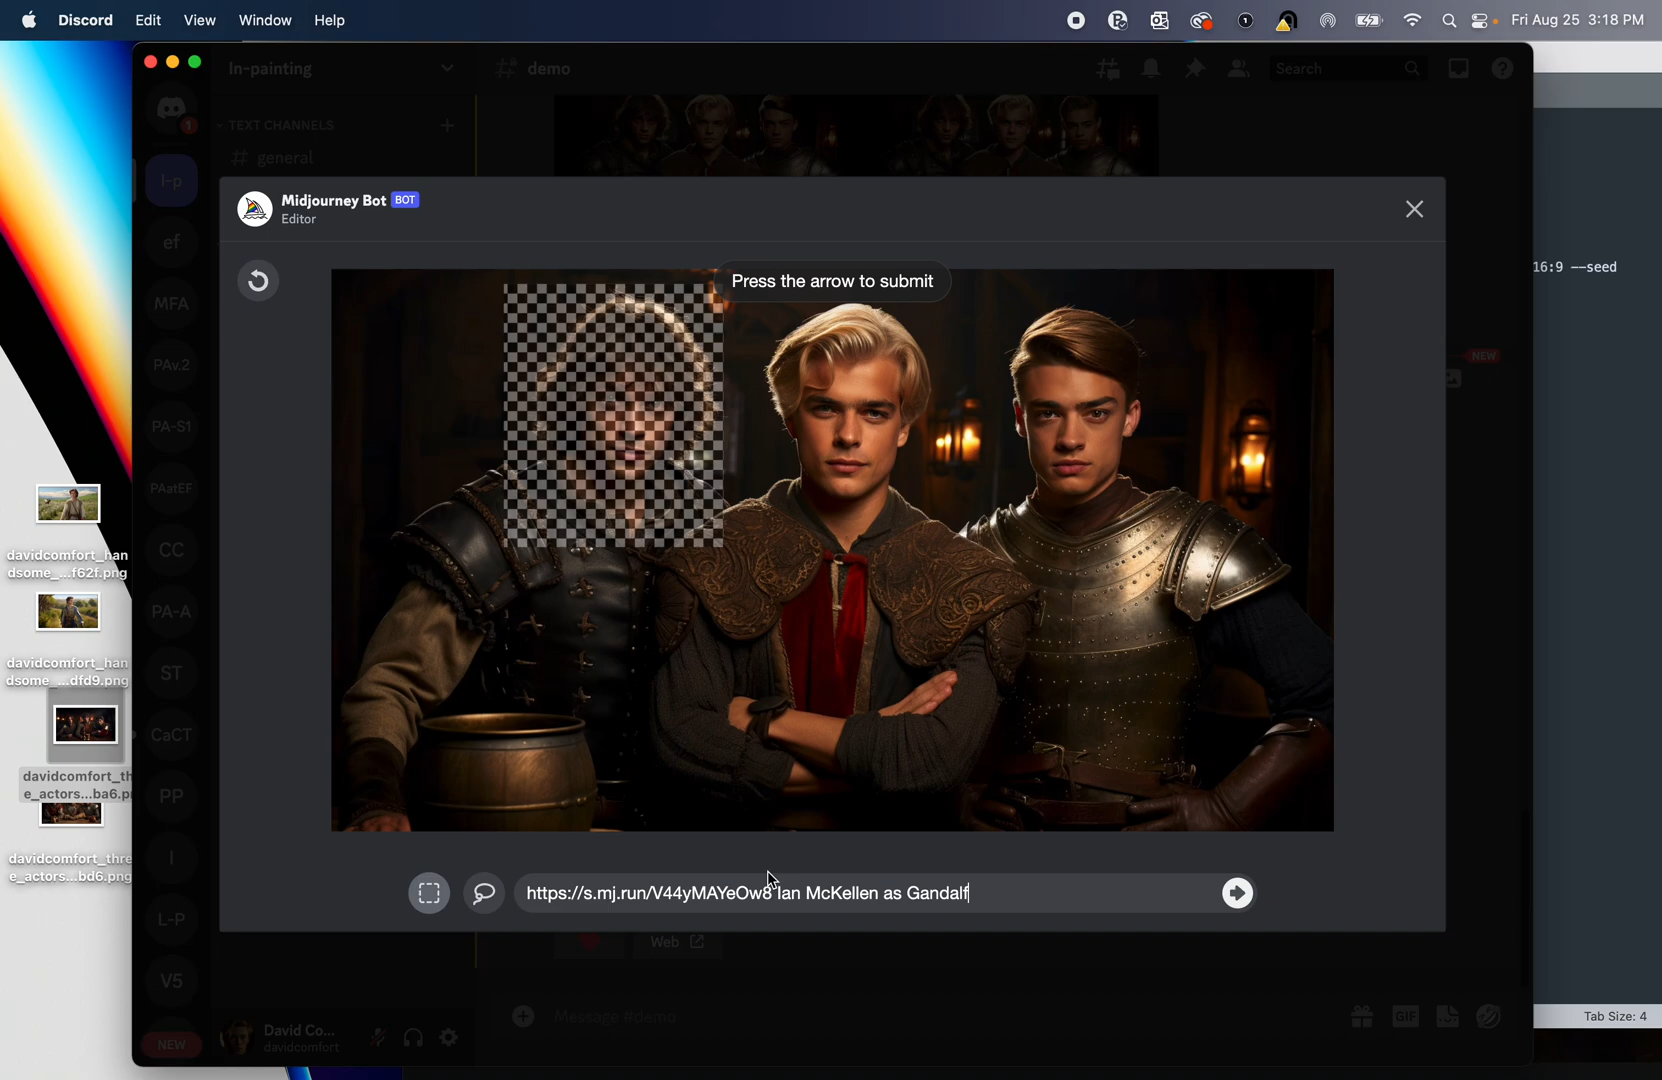 Discord Edit View Window Help
Fri Aug 25 3:18 PM
In-painting
demo
Search
1
TEXT CHANNELS
general
I-p
Midjourney Bot BOT
Editor
Press the arrow to submit
ef
16:9 --seed
MFA
PAv.2
NEW
PA-S1
PAatEF
CC
davidcomfort_han
dsome_...f62f.png
PA-A
davidcomfort_han
dsome_...dfd9.png
ST
CaCT
davidcomfort_th
e_actors...ba6.pn
PP
I
davidcomfort_thre
e_actors...bd6.png
https://s.mj.run/V44yMAYeOw8 Ian McKellen as Gandalf
L-P
Web
V5
Message #demo
GIF
Tab Size: 4
David Co...
davidcomfort
NEW